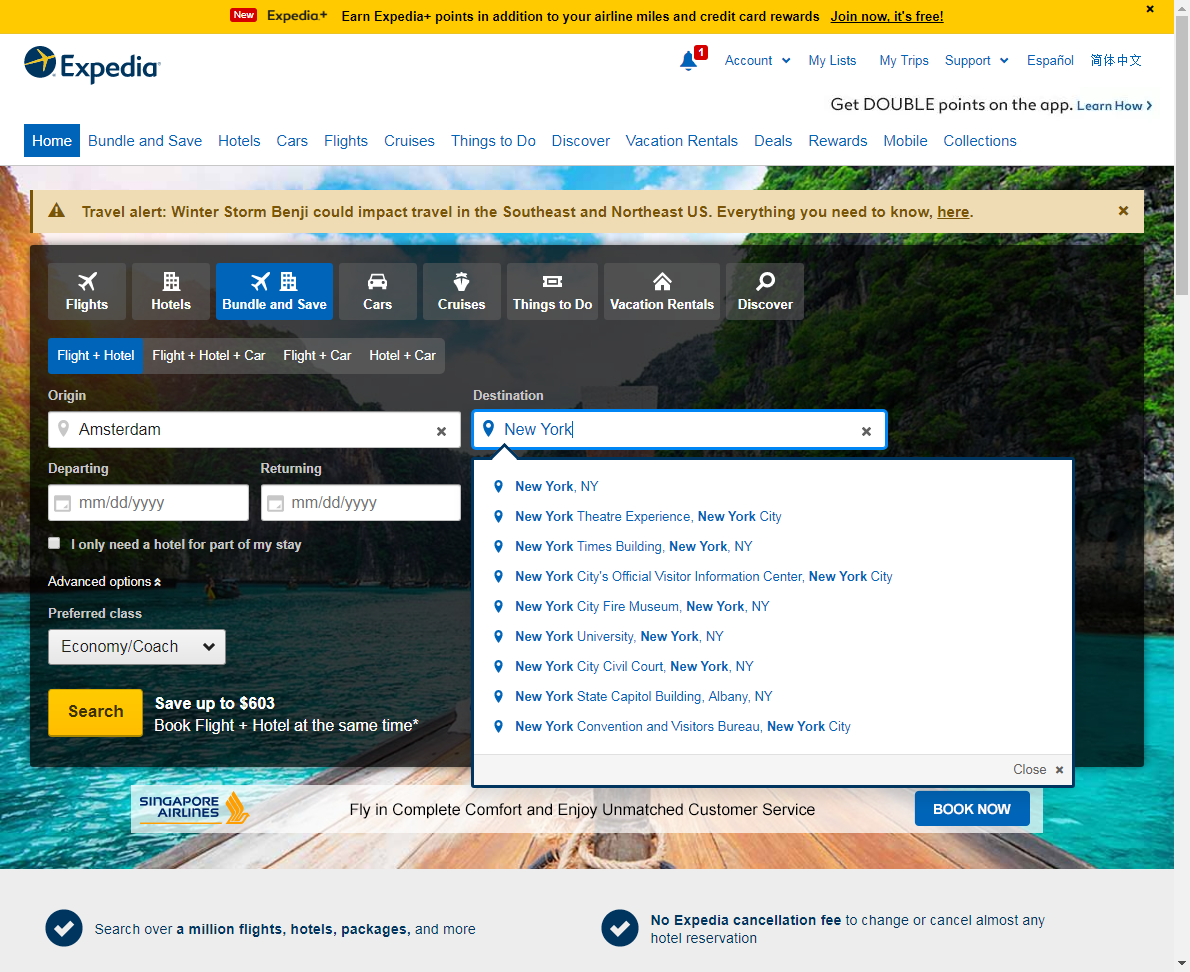 New Expedia+ Earn Expedia+ points in addition to your airline miles and credit card rewards Join now, it's free!
Expedia
1 Account My Lists My Trips Support Español 简体中文
Get DOUBLE points on the app. Learn How
Home Bundle and Save Hotels Cars Flights Cruises Things to Do Discover Vacation Rentals Deals Rewards Mobile Collections
Travel alert: Winter Storm Benji could impact travel in the Southeast and Northeast US. Everything you need to know, here.
Flights Hotels Bundle and Save Cars Cruises Things to Do Vacation Rentals Discover
Flight + Hotel Flight + Hotel + Car Flight + Car Hotel + Car
Origin Destination
Amsterdam New York
Departing Returning
mm/dd/yyyy mm/dd/yyyy
I only need a hotel for part of my stay
Advanced options
Preferred class
Economy/Coach
Search Save up to $603
Book Flight + Hotel at the same time*
New York, NY
New York Theatre Experience, New York City
New York Times Building, New York, NY
New York City's Official Visitor Information Center, New York City
New York City Fire Museum, New York, NY
New York University, New York, NY
New York City Civil Court, New York, NY
New York State Capitol Building, Albany, NY
New York Convention and Visitors Bureau, New York City
Close
SINGAPORE
AIRLINES
Fly in Complete Comfort and Enjoy Unmatched Customer Service BOOK NOW
Search over a million flights, hotels, packages, and more
No Expedia cancellation fee to change or cancel almost any
hotel reservation